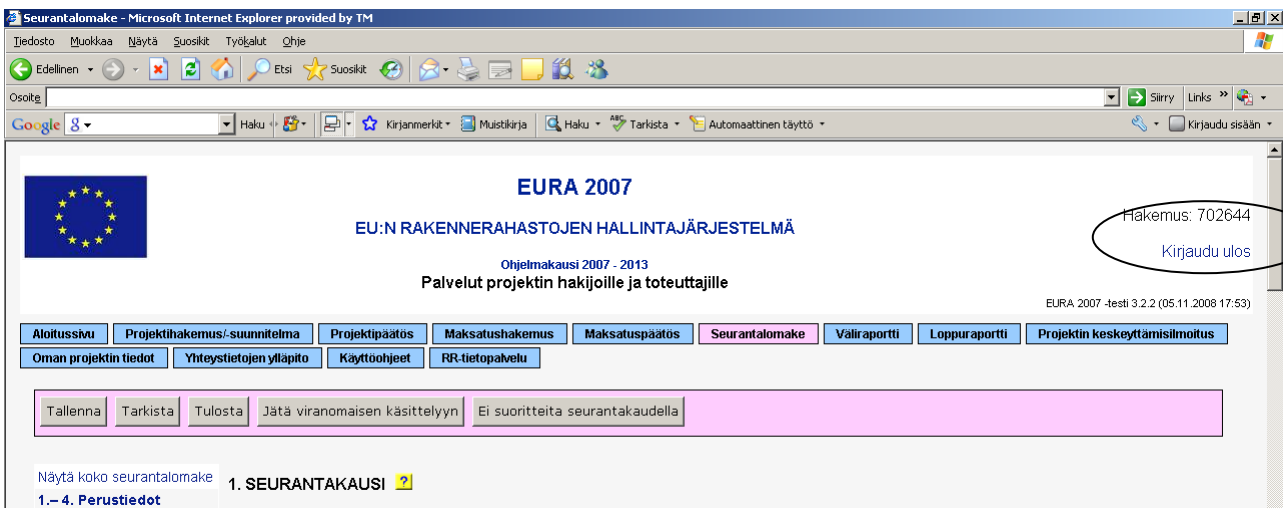 Seurantalomake - Microsoft Internet Explorer provided by TM
Tiedosto Muokkaa Näytä Suosikit Työkalut Ohje
Edellinen Etsi Suosikit
Osoite Siirry Links »
Google Haku Kirjanmerkit Muistikirja Haku ABC Tarkista Automaattinen täyttö Kirjaudu sisään
EURA 2007
EU:N RAKENNERAHASTOJEN HALLINTAJÄRJESTELMÄ
Ohjelmakausi 2007 - 2013
Palvelut projektin hakijoille ja toteuttajille
Hakemus: 702644
Kirjaudu ulos
EURA 2007 -testi 3.2.2 (05.11.2008 17:53)
Aloitussivu Projektihakemus/-suunnitelma Projektipäätös Maksatushakemus Maksatuspäätös Seurantalomake Väliraportti Loppuraportti Projektin keskeyttämisilmoitus
Oman projektin tiedot Yhteystietojen ylläpito Käyttöohjeet RR-tietopalvelu
Tallenna Tarkista Tulosta Jätä viranomaisen käsittelyyn Ei suoritteita seurantakaudella
Näytä koko seurantalomake
1. SEURANTAKAUSI ?
1.– 4. Perustiedot